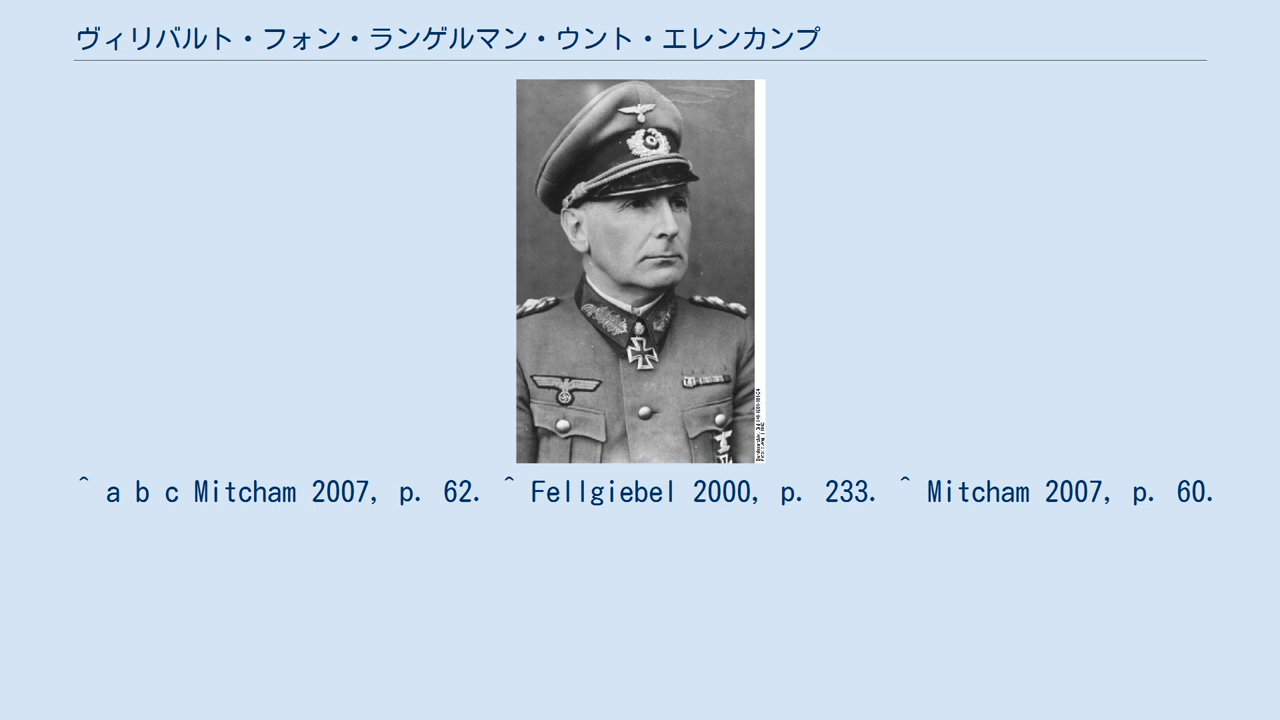 ヴィリバルト・フォン・ランゲルマン・ウント・エレンカンプ
^ a b c Mitcham 2007, p. 62. ^ Fellgiebel 2000, p. 233. ^ Mitcham 2007, p. 60.